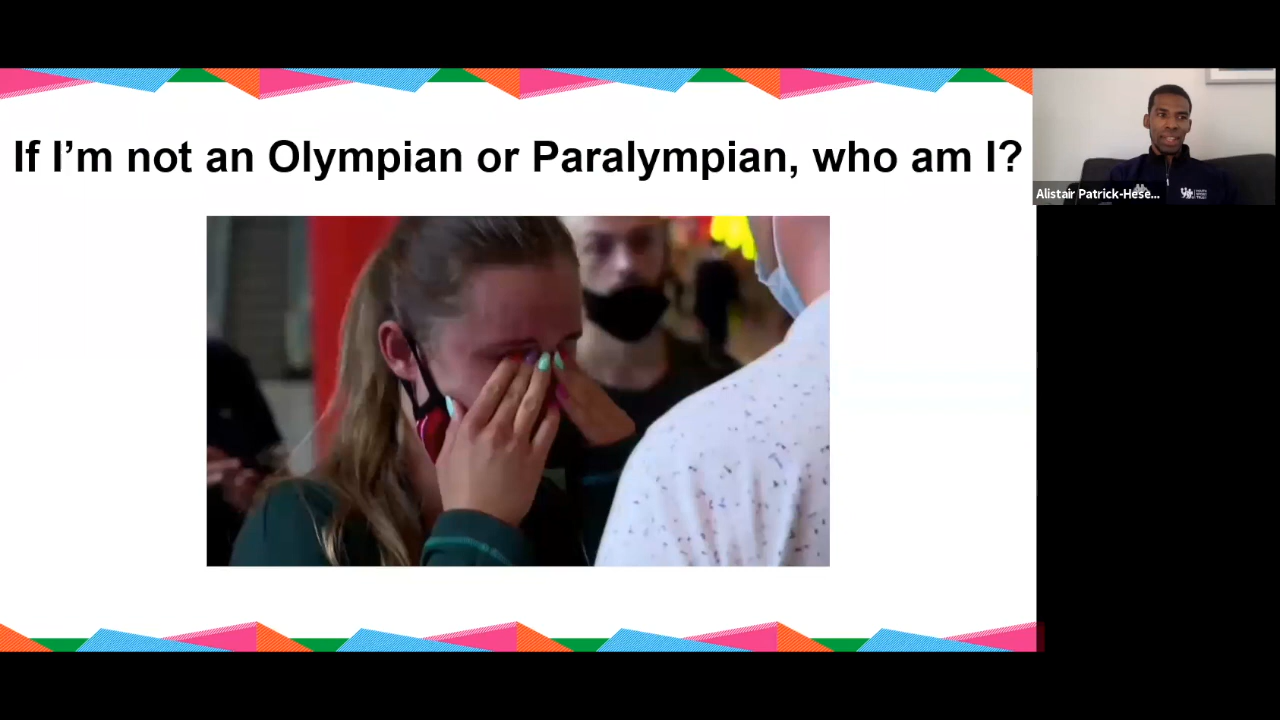 If I'm not an Olympian or Paralympian, who am I?
Alistair Patrick-Hese...